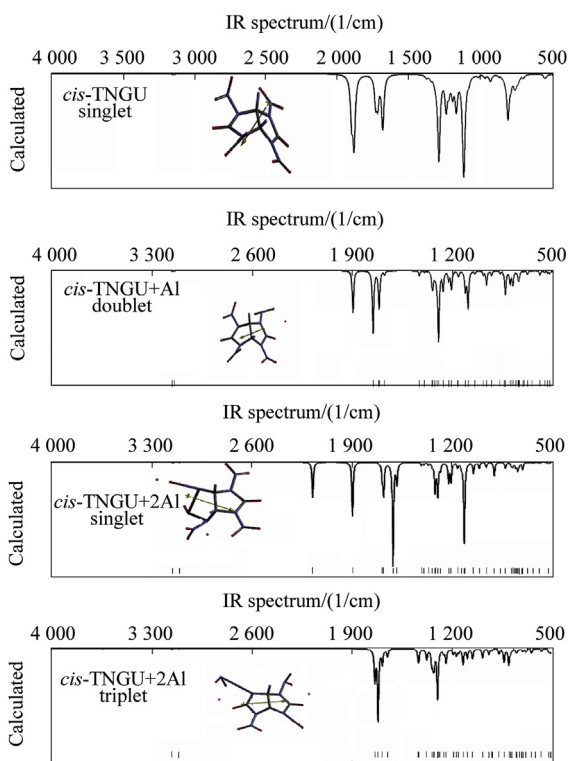 IR spectrum/(1/cm)
4 000 3 500 3 000 2 500 2 000 1 500 1 000 500
Calculated
cis-TNGU
singlet
IR spectrum/(1/cm)
4 000 3 300 2 600 1 900 1 200 500
Calculated
cis-TNGU+Al
doublet
IR spectrum/(1/cm)
4 000 3 300 2 600 1 900 1 200 500
Calculated
cis-TNGU+2Al
singlet
IR spectrum/(1/cm)
4 000 3 300 2 600 1 900 1 200 500
Calculated
cis-TNGU+2Al
triplet